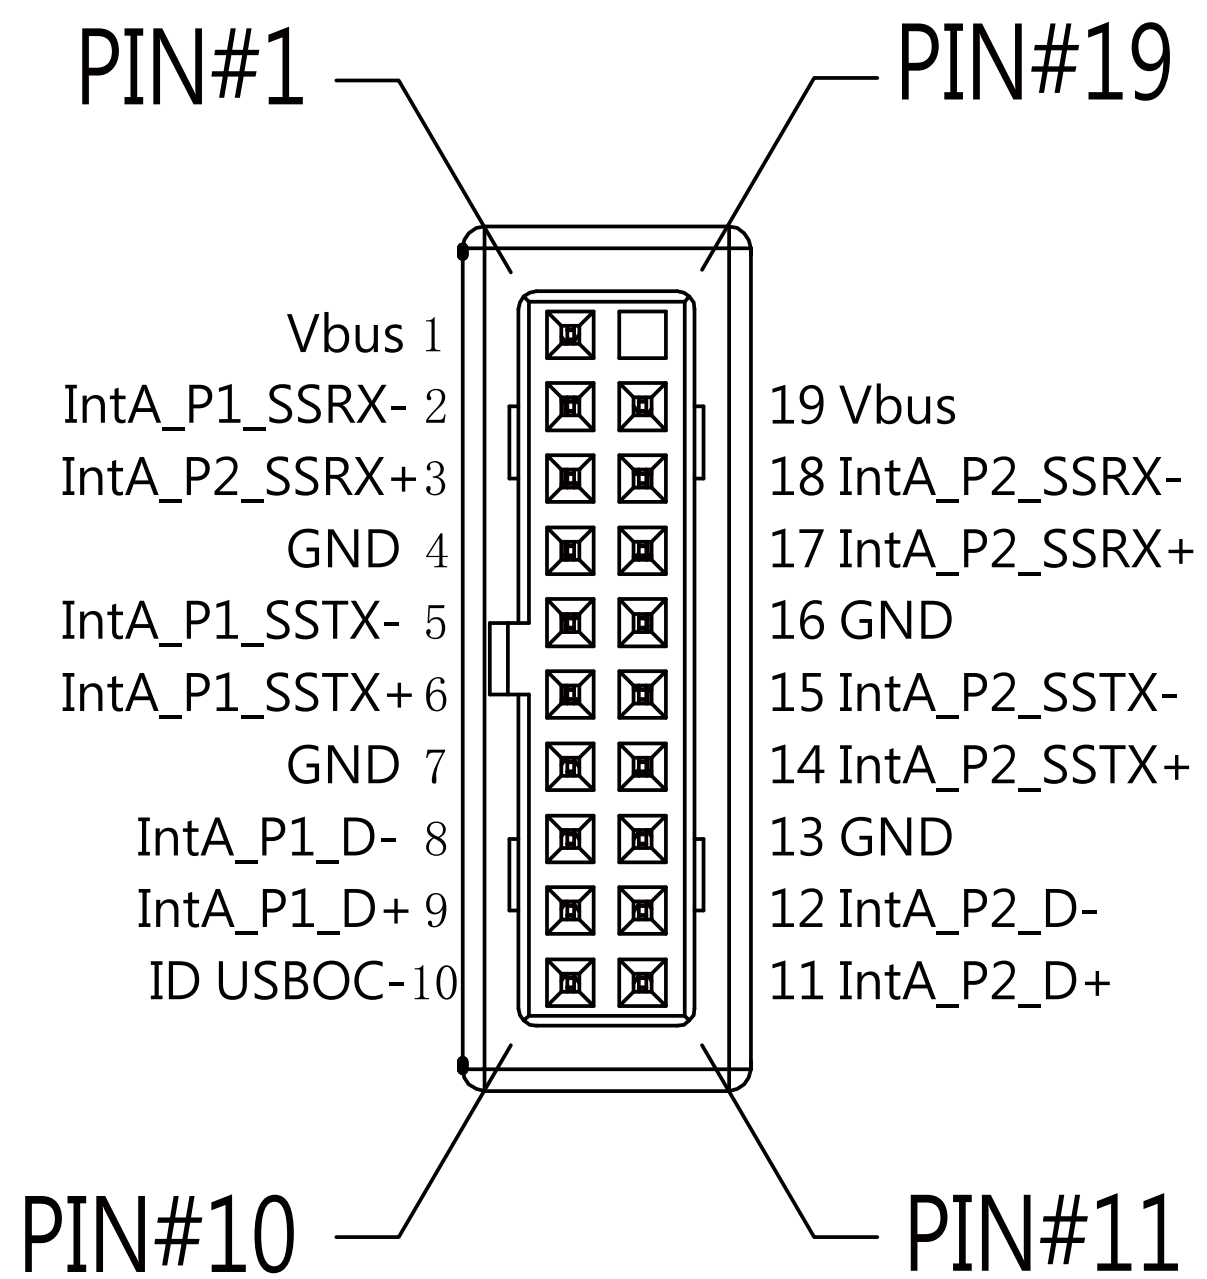 PIN#1
PIN#19
Vbus 1
IntA_P1_SSRX- 2
IntA_P2_SSRX+3
GND 4
IntA_P1_SSTX- 5
IntA_P1_SSTX+6
GND 7
IntA_P1_D- 8
IntA_P1_D+9
ID USBOC-10
19 Vbus
18 IntA_P2_SSRX-
17 IntA_P2_SSRX+
16 GND
15 IntA_P2_SSTX-
14 IntA_P2_SSTX+
13 GND
12 IntA_P2_D-
11 IntA_P2_D+
PIN#10
PIN#11